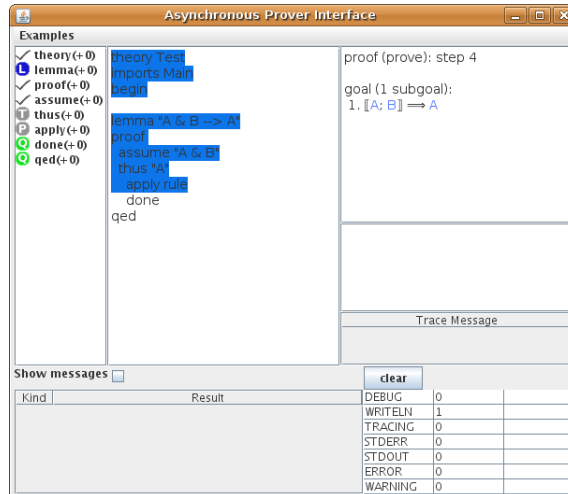 Asynchronous Prover Interface
Examples
theory(+0)
L lemma(+0)
proof(+0)
assume(+0)
T thus(+0)
P apply(+0)
Q done(+0)
Q qed(+0)
theory Test
imports Main
begin
lemma "A & B --> A"
proof
assume "A & B"
thus "A"
apply rule
done
qed
proof (prove): step 4
goal (1 subgoal):
1. ⟦A; B⟧ ⟹ A
Trace Message
Show messages
clear
Kind Result
DEBUG 0
WRITELN 1
TRACING 0
STDERR 0
STDOUT 0
ERROR 0
WARNING 0